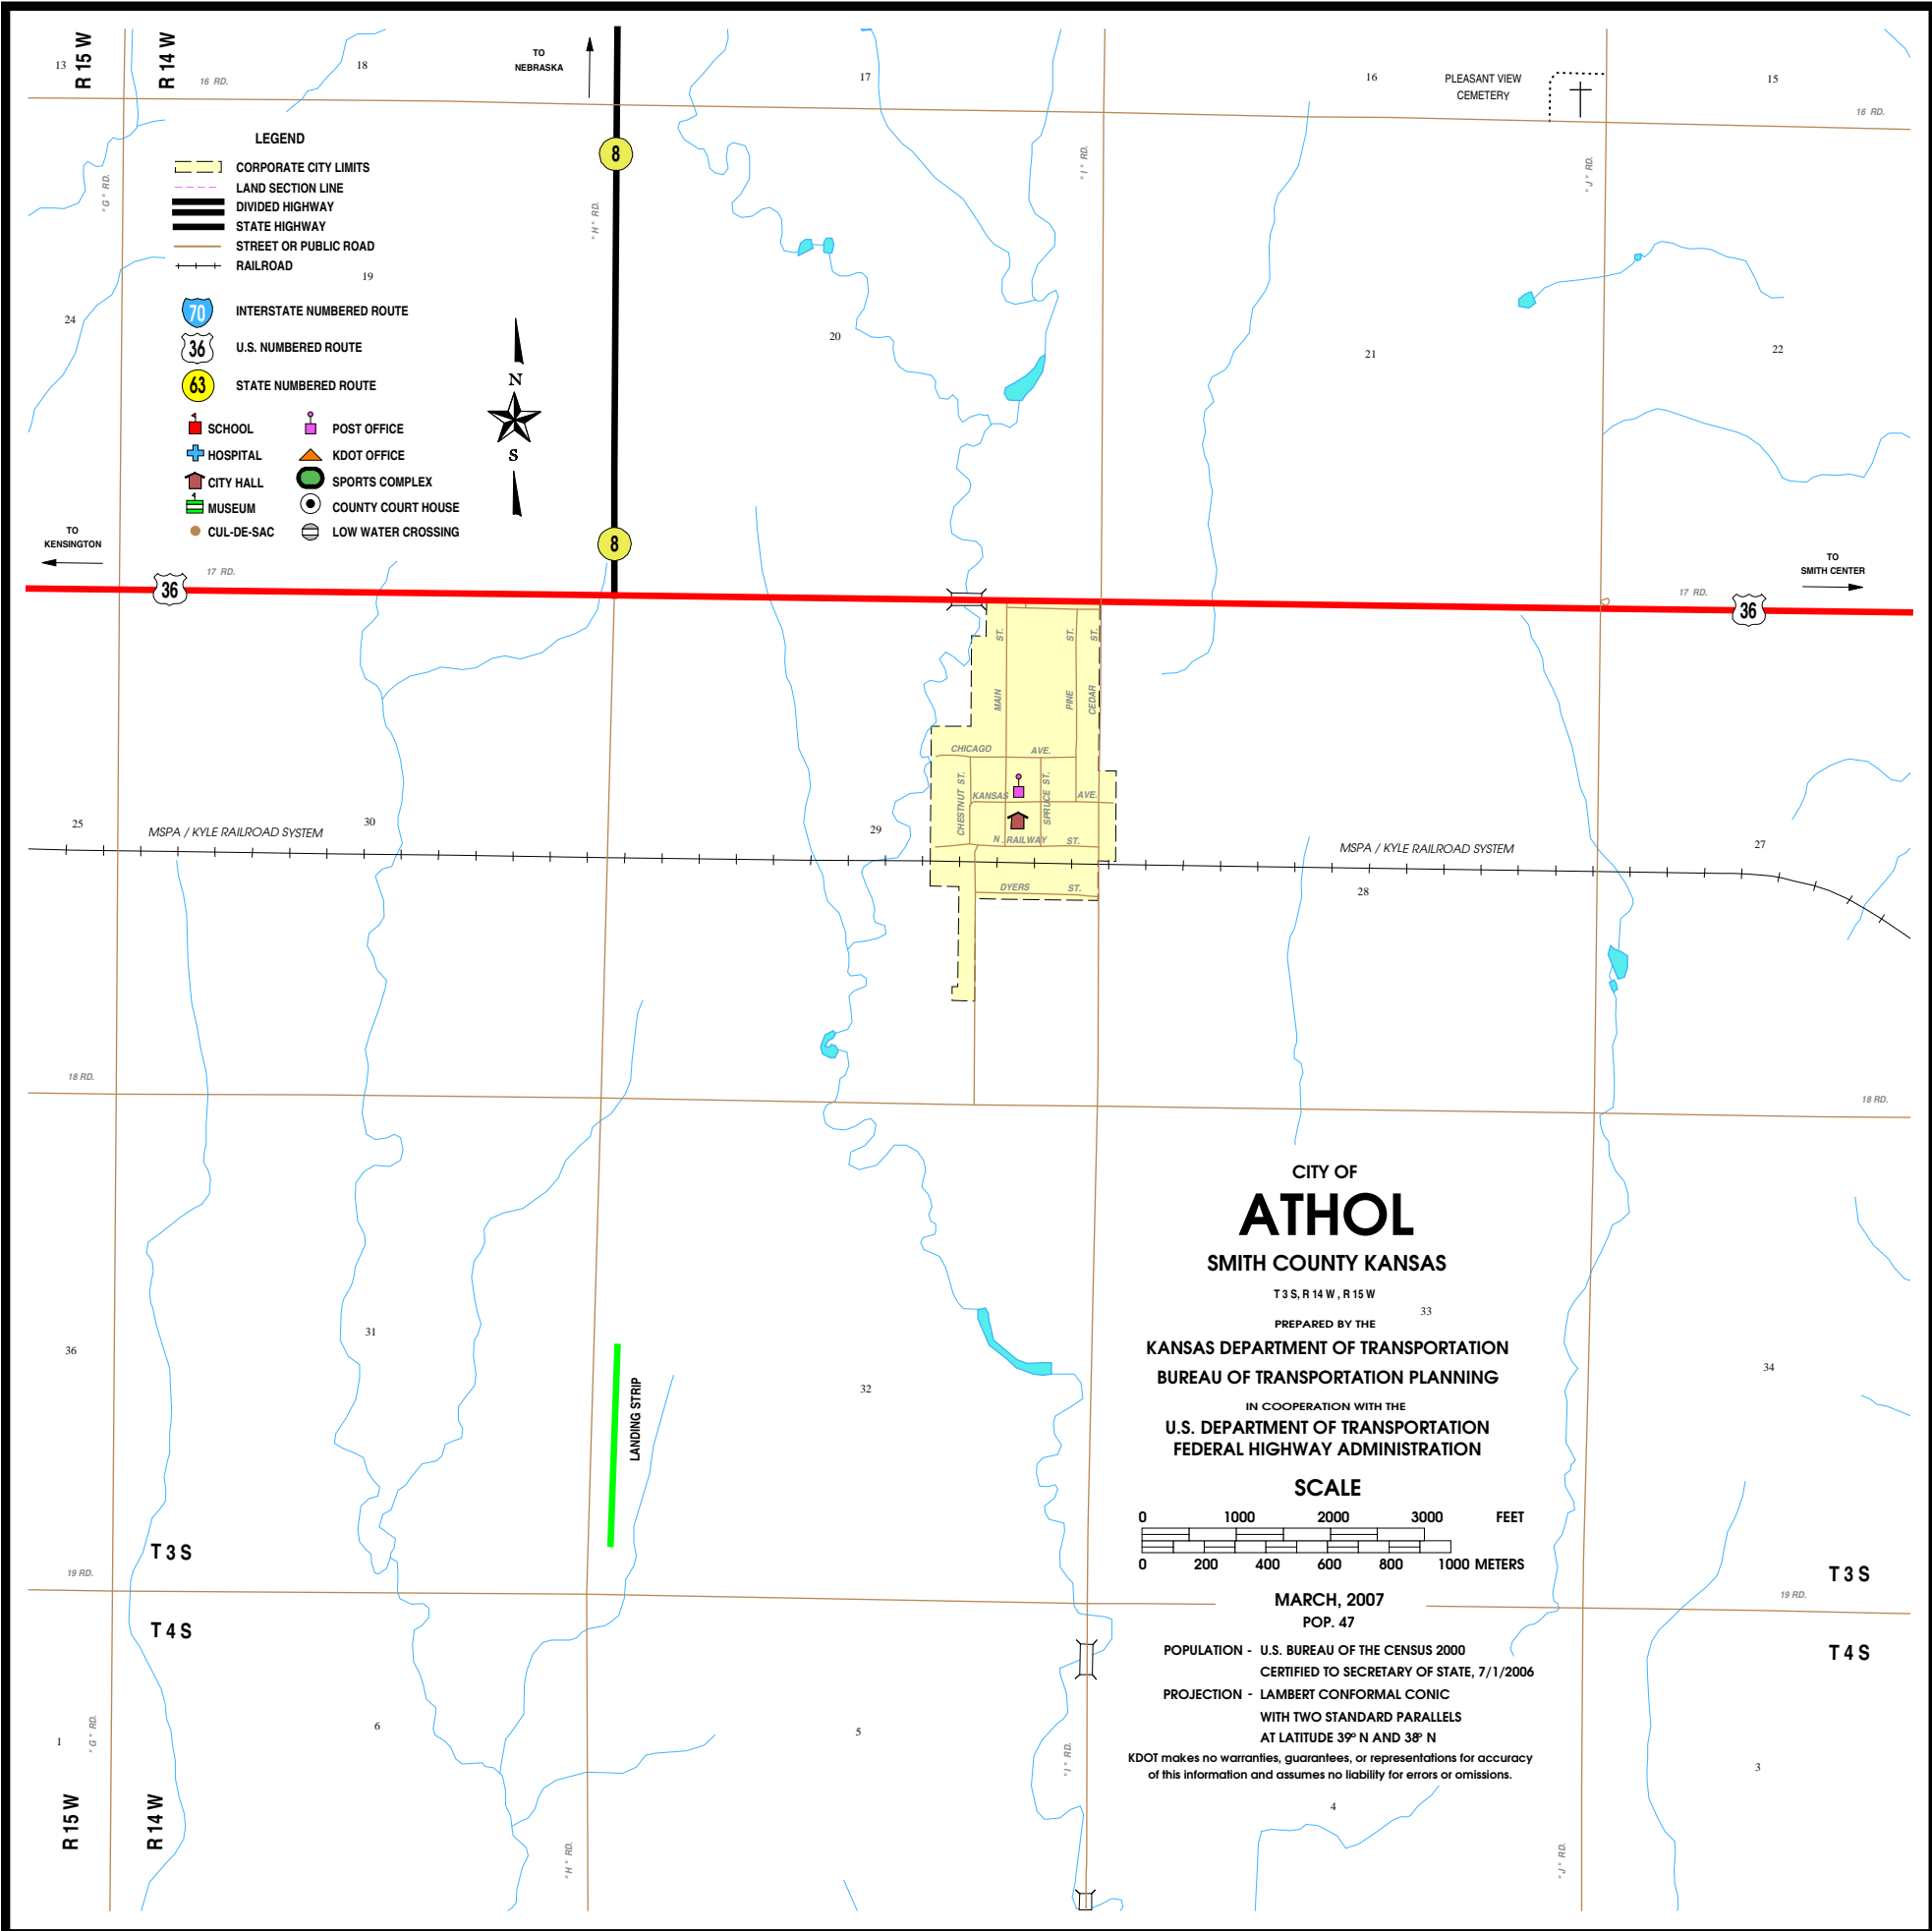 R 15 W
R 14 W
13
18
16 RD.
TO
NEBRASKA
17
16
PLEASANT VIEW
CEMETERY
15
16 RD.
"G" RD.
"H" RD.
"I" RD.
"J" RD.
8
LEGEND
CORPORATE CITY LIMITS
LAND SECTION LINE
DIVIDED HIGHWAY
STATE HIGHWAY
STREET OR PUBLIC ROAD
RAILROAD
19
70 INTERSTATE NUMBERED ROUTE
36 U.S. NUMBERED ROUTE
63 STATE NUMBERED ROUTE
SCHOOL
POST OFFICE
HOSPITAL
KDOT OFFICE
CITY HALL
SPORTS COMPLEX
MUSEUM
COUNTY COURT HOUSE
CUL-DE-SAC
LOW WATER CROSSING
N
S
24
20
21
22
8
TO
KENSINGTON
17 RD.
36
TO
SMITH CENTER
17 RD.
36
MAIN ST.
PINE ST.
CEDAR ST.
CHICAGO AVE.
CHESTNUT ST.
KANSAS AVE.
SPRUCE ST.
N. RAILWAY ST.
DYERS ST.
25
MSPA / KYLE RAILROAD SYSTEM
30
29
MSPA / KYLE RAILROAD SYSTEM
28
27
18 RD.
18 RD.
CITY OF
ATHOL
SMITH COUNTY KANSAS
T 3 S, R 14 W , R 15 W
33
PREPARED BY THE
KANSAS DEPARTMENT OF TRANSPORTATION
BUREAU OF TRANSPORTATION PLANNING
IN COOPERATION WITH THE
U.S. DEPARTMENT OF TRANSPORTATION
FEDERAL HIGHWAY ADMINISTRATION
36
31
32
34
LANDING STRIP
SCALE
0 1000 2000 3000 FEET
0 200 400 600 800 1000 METERS
T 3 S
19 RD.
T 4 S
T 3 S
19 RD.
T 4 S
MARCH, 2007
POP. 47
POPULATION - U.S. BUREAU OF THE CENSUS 2000
CERTIFIED TO SECRETARY OF STATE, 7/1/2006
PROJECTION - LAMBERT CONFORMAL CONIC
WITH TWO STANDARD PARALLELS
AT LATITUDE 39º N AND 38º N
KDOT makes no warranties, guarantees, or representations for accuracy
of this information and assumes no liability for errors or omissions.
1
"G" RD.
6
5
"I" RD.
4
3
R 15 W
R 14 W
"H" RD.
"J" RD.